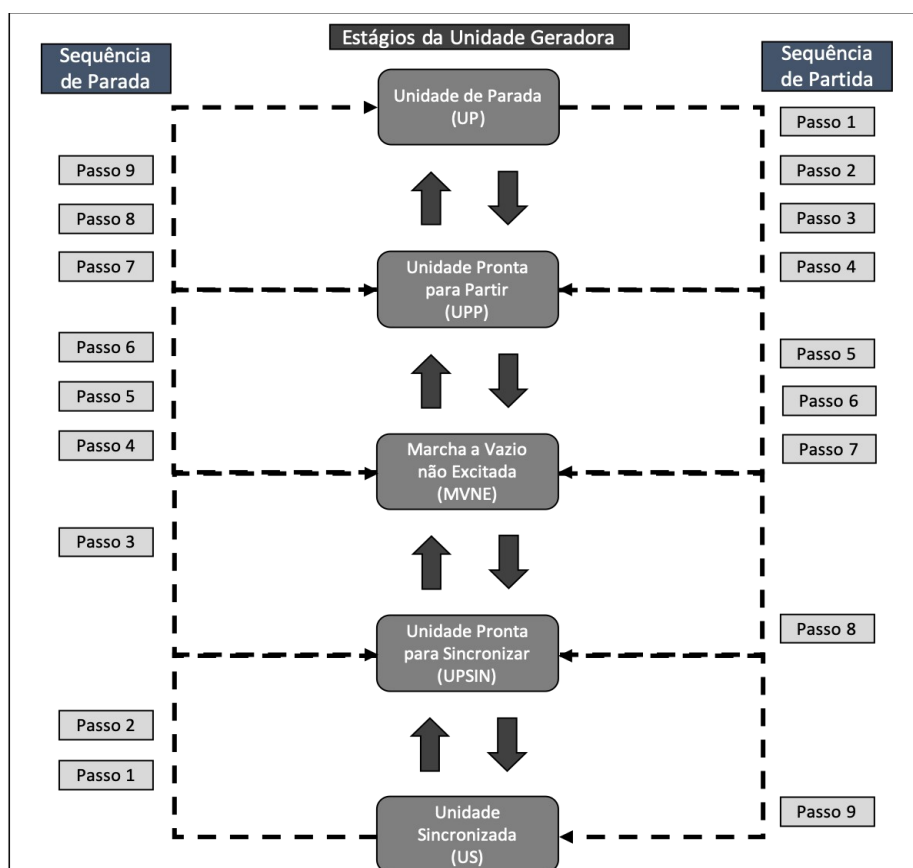 Estágios da Unidade Geradora
Sequência
de Parada
Sequência
de Partida
Unidade de Parada
(UP)
Passo 1
Passo 9
Passo 2
Passo 8
Passo 3
Passo 7
Passo 4
Unidade Pronta
para Partir
(UPP)
Passo 6
Passo 5
Passo 5
Passo 6
Passo 4
Passo 7
Marcha a Vazio
não Excitada
(MVNE)
Passo 3
Unidade Pronta
para Sincronizar
(UPSIN)
Passo 8
Passo 2
Passo 1
Unidade
Sincronizada
(US)
Passo 9